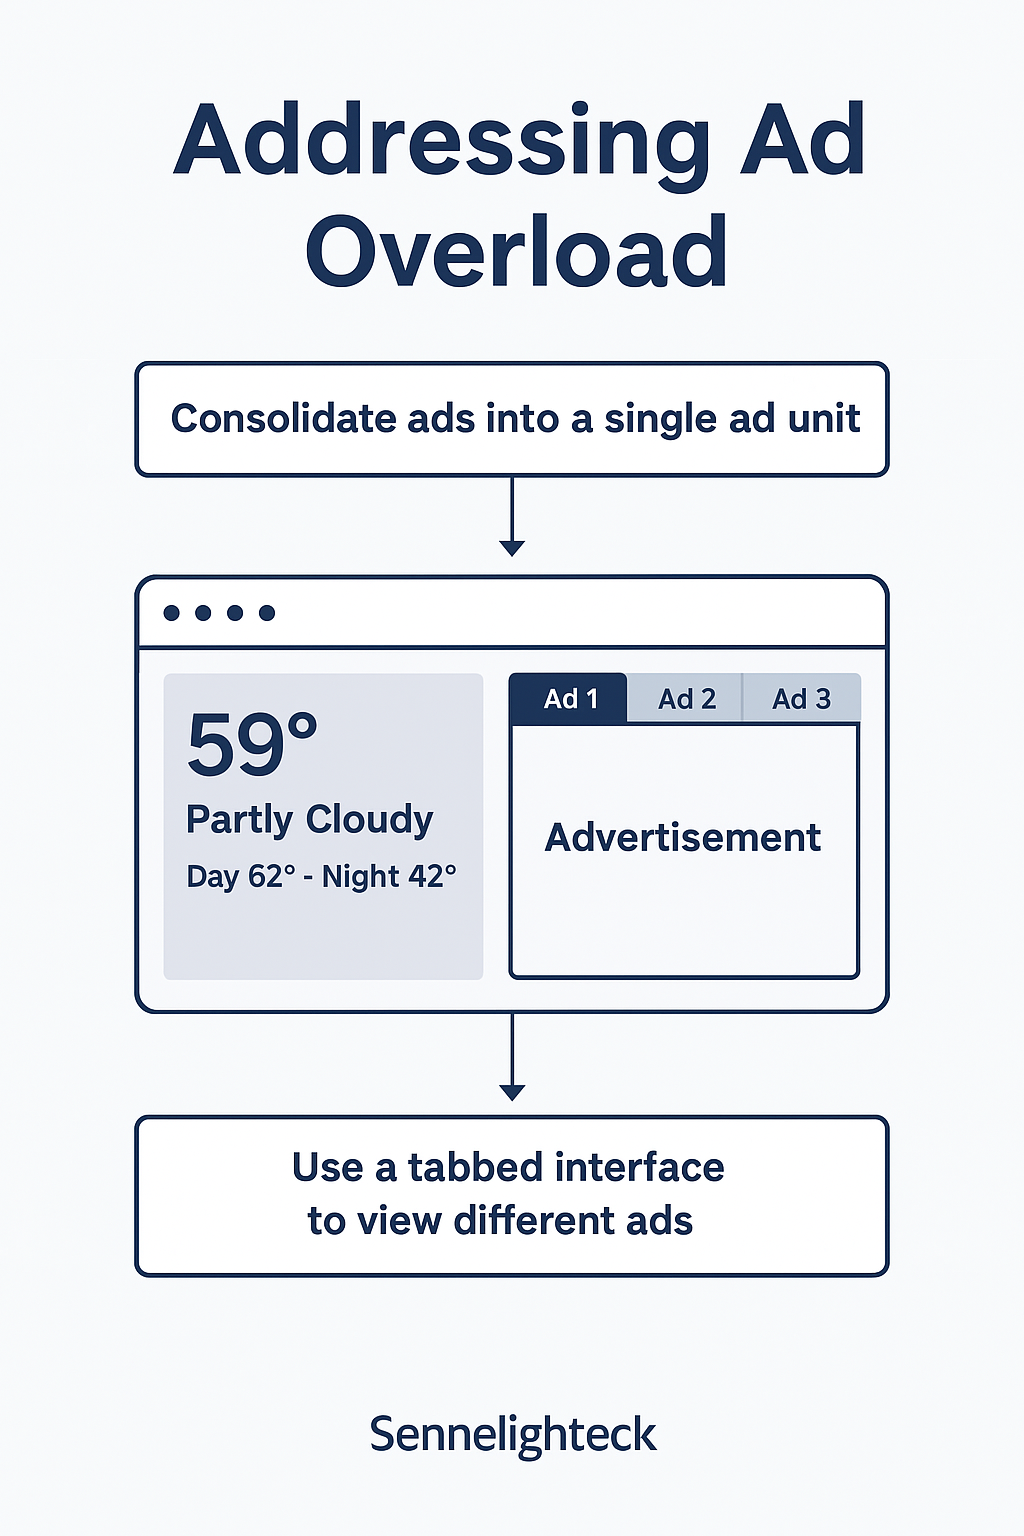 Addressing Ad
Overload
Consolidate ads into a single ad unit
59°
Partly Cloudy
Day 62° - Night 42°
Ad 1
Ad 2
Ad 3
Advertisement
Use a tabbed interface
to view different ads
Sennelighteck